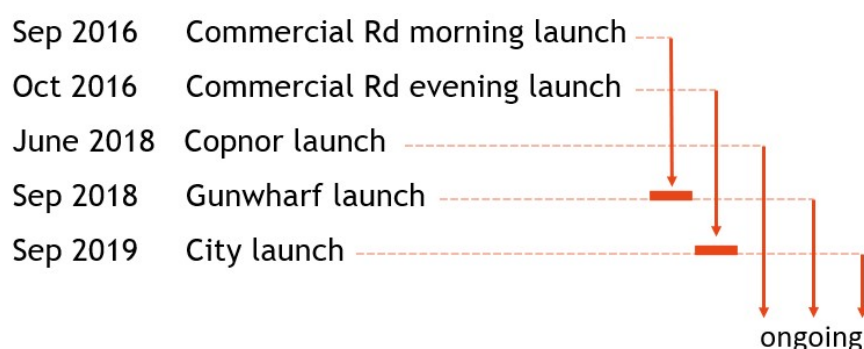 Sep 2016 Commercial Rd morning launch
Oct 2016 Commercial Rd evening launch
June 2018 Copnor launch
Sep 2018 Gunwharf launch
Sep 2019 City launch
ongoing